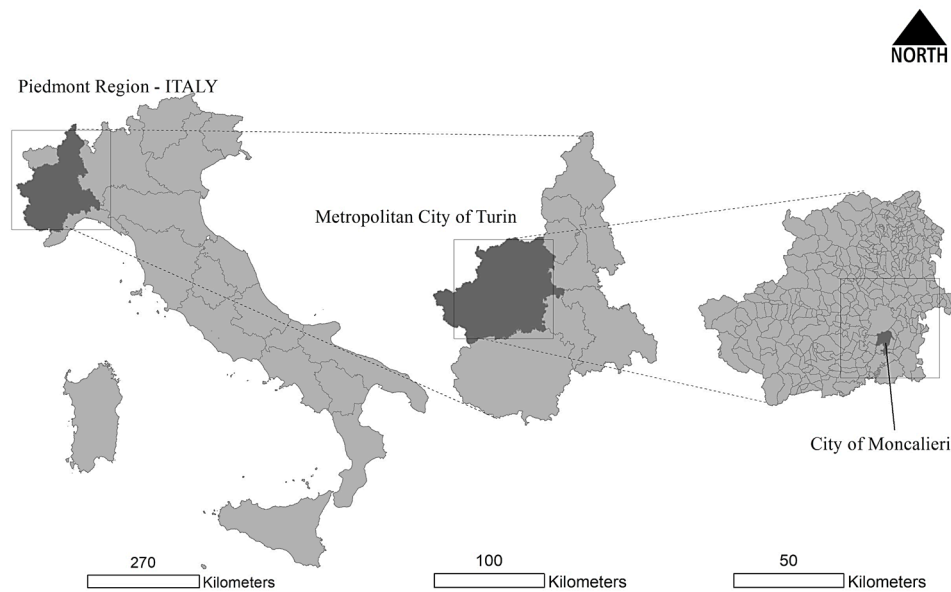 NORTH
Piedmont Region - ITALY
Metropolitan City of Turin
City of Moncalieri
270
Kilometers
100
Kilometers
50
Kilometers